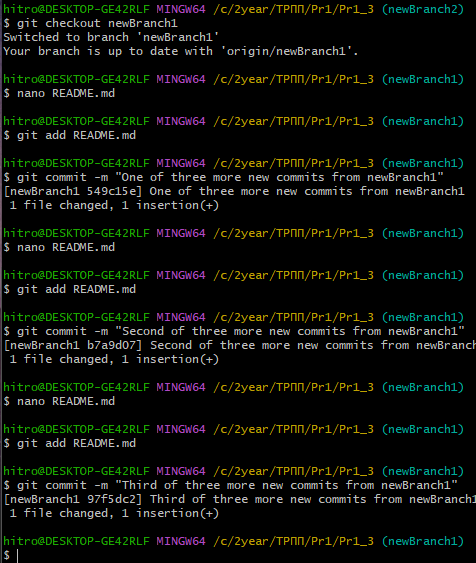 hitro@DESKTOP-GE42RLF MINGW64 /c/2year/ТРПП/Pr1/Pr1_3 (newBranch2)
$ git checkout newBranch1
Switched to branch 'newBranch1'
Your branch is up to date with 'origin/newBranch1'.
hitro@DESKTOP-GE42RLF MINGW64 /c/2year/ТРПП/Pr1/Pr1_3 (newBranch1)
$ nano README.md
hitro@DESKTOP-GE42RLF MINGW64 /c/2year/ТРПП/Pr1/Pr1_3 (newBranch1)
$ git add README.md
hitro@DESKTOP-GE42RLF MINGW64 /c/2year/ТРПП/Pr1/Pr1_3 (newBranch1)
$ git commit -m "One of three more new commits from newBranch1"
[newBranch1 549c15e] One of three more new commits from newBranch1
 1 file changed, 1 insertion(+)
hitro@DESKTOP-GE42RLF MINGW64 /c/2year/ТРПП/Pr1/Pr1_3 (newBranch1)
$ nano README.md
hitro@DESKTOP-GE42RLF MINGW64 /c/2year/ТРПП/Pr1/Pr1_3 (newBranch1)
$ git add README.md
hitro@DESKTOP-GE42RLF MINGW64 /c/2year/ТРПП/Pr1/Pr1_3 (newBranch1)
$ git commit -m "Second of three more new commits from newBranch1"
[newBranch1 b7a9d07] Second of three more new commits from newBranch
 1 file changed, 1 insertion(+)
hitro@DESKTOP-GE42RLF MINGW64 /c/2year/ТРПП/Pr1/Pr1_3 (newBranch1)
$ nano README.md
hitro@DESKTOP-GE42RLF MINGW64 /c/2year/ТРПП/Pr1/Pr1_3 (newBranch1)
$ git add README.md
hitro@DESKTOP-GE42RLF MINGW64 /c/2year/ТРПП/Pr1/Pr1_3 (newBranch1)
$ git commit -m "Third of three more new commits from newBranch1"
[newBranch1 97f5dc2] Third of three more new commits from newBranch1
 1 file changed, 1 insertion(+)
hitro@DESKTOP-GE42RLF MINGW64 /c/2year/ТРПП/Pr1/Pr1_3 (newBranch1)
$